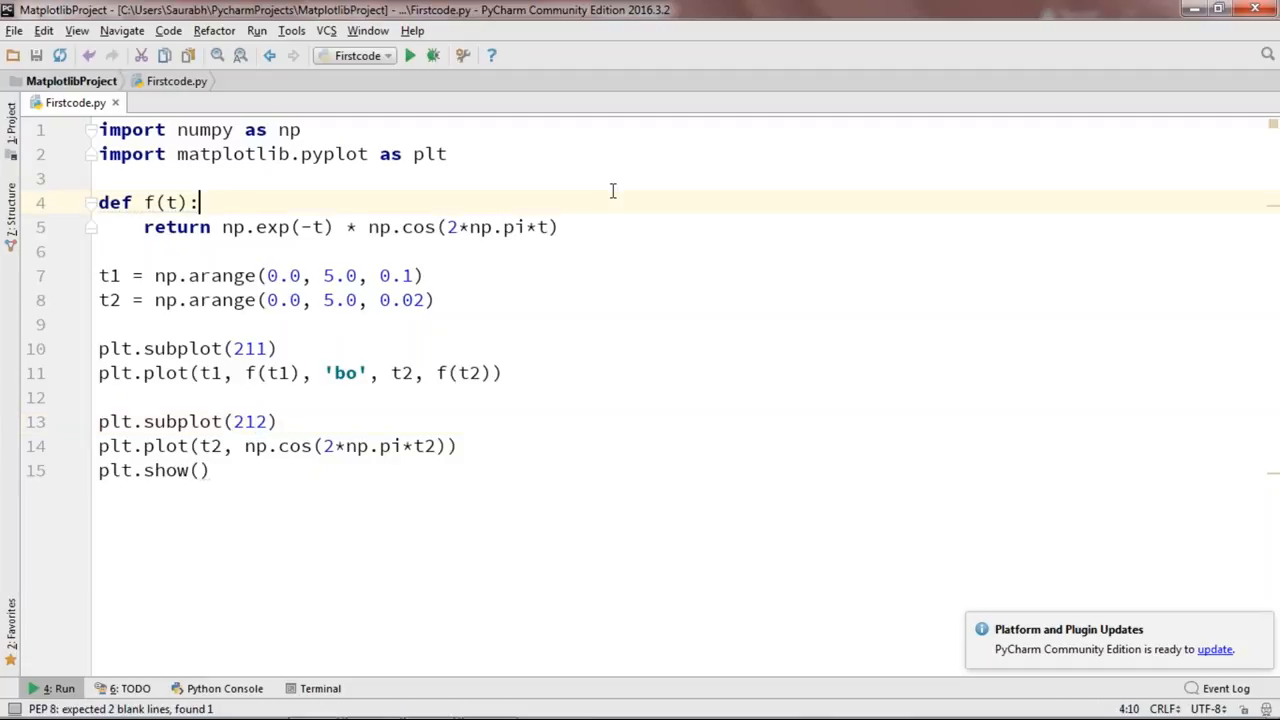 MatplotlibProject - [C:\Users\Saurabh\PycharmProjects\MatplotlibProject] - ...\Firstcode.py - PyCharm Community Edition 2016.3.2
File Edit View Navigate Code Refactor Run Tools VCS Window Help
Firstcode
MatplotlibProject Firstcode.py
Firstcode.py
1: Project
Z: Structure
2: Favorites
1 import numpy as np
2 import matplotlib.pyplot as plt
3
4 def f(t):
5 return np.exp(-t) * np.cos(2*np.pi*t)
6
7 t1 = np.arange(0.0, 5.0, 0.1)
8 t2 = np.arange(0.0, 5.0, 0.02)
9
10 plt.subplot(211)
11 plt.plot(t1, f(t1), 'bo', t2, f(t2))
12
13 plt.subplot(212)
14 plt.plot(t2, np.cos(2*np.pi*t2))
15 plt.show()
Platform and Plugin Updates
PyCharm Community Edition is ready to update.
4: Run 6: TODO Python Console Terminal Event Log
PEP 8: expected 2 blank lines, found 1 4:10 CRLF UTF-8